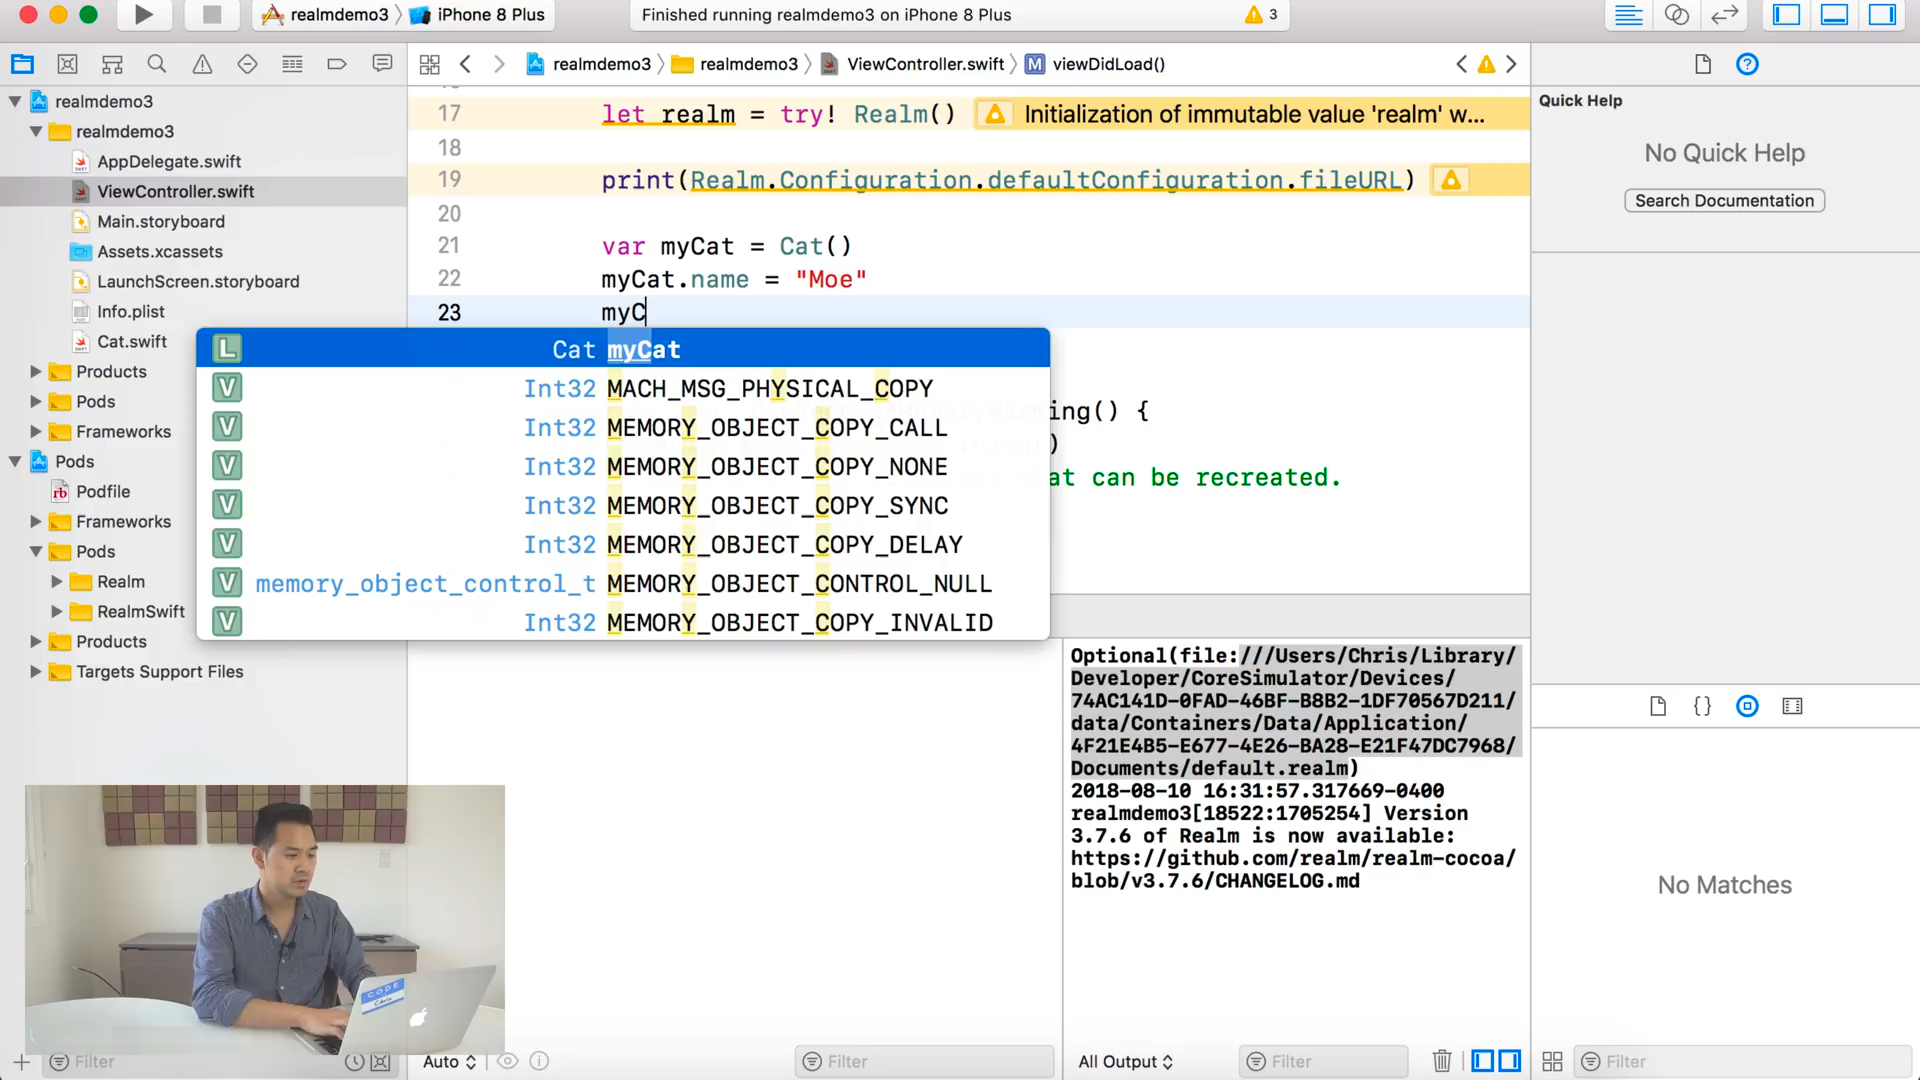 realmdemo3 iPhone 8 Plus
Finished running realmdemo3 on iPhone 8 Plus
3
realmdemo3 realmdemo3 ViewController.swift M viewDidLoad()
realmdemo3
realmdemo3
AppDelegate.swift
ViewController.swift
Main.storyboard
Assets.xcassets
LaunchScreen.storyboard
Info.plist
Cat.swift
Products
Pods
Frameworks
Pods
rb Podfile
Frameworks
Pods
Realm
RealmSwift
Products
Targets Support Files
17 let realm = try! Realm() Initialization of immutable value 'realm' w...
18
19 print(Realm.Configuration.defaultConfiguration.fileURL)
20
21 var myCat = Cat()
22 myCat.name = "Moe"
23 myC
L Cat myCat
V Int32 MACH_MSG_PHYSICAL_COPY
V Int32 MEMORY_OBJECT_COPY_CALL
V Int32 MEMORY_OBJECT_COPY_NONE
V Int32 MEMORY_OBJECT_COPY_SYNC
V Int32 MEMORY_OBJECT_COPY_DELAY
V memory_object_control_t MEMORY_OBJECT_CONTROL_NULL
V Int32 MEMORY_OBJECT_COPY_INVALID
ing() {
)
at can be recreated.
Optional(file:///Users/Chris/Library/
Developer/CoreSimulator/Devices/
74AC141D-0FAD-46BF-B8B2-1DF70567D211/
data/Containers/Data/Application/
4F21E4B5-E677-4E26-BA28-E21F47DC7968/
Documents/default.realm)
2018-08-10 16:31:57.317669-0400
realmdemo3[18522:1705254] Version
3.7.6 of Realm is now available:
https://github.com/realm/realm-cocoa/
blob/v3.7.6/CHANGELOG.md
Quick Help
No Quick Help
Search Documentation
{}
No Matches
CODE
Chris
Filter
Auto
Filter
All Output
Filter
Filter